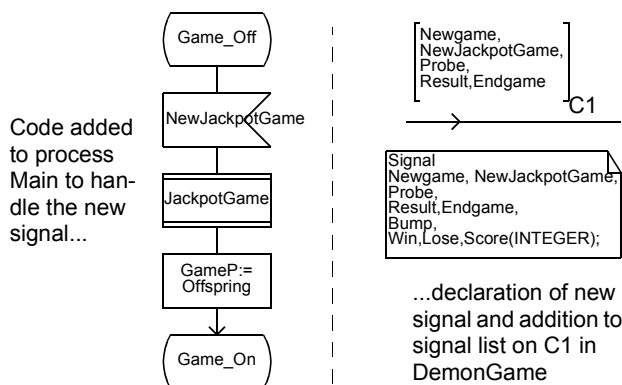 Game_Off
NewJackpotGame
JackpotGame
GameP:=
Offspring
Game_On
Code added
to process
Main to han-
dle the new
signal...
Newgame,
NewJackpotGame,
Probe,
Result,Endgame
C1
Signal
Newgame, NewJackpotGame,
Probe,
Result,Endgame,
Bump,
Win,Lose,Score(INTEGER);
...declaration of new
signal and addition to
signal list on C1 in
DemonGame